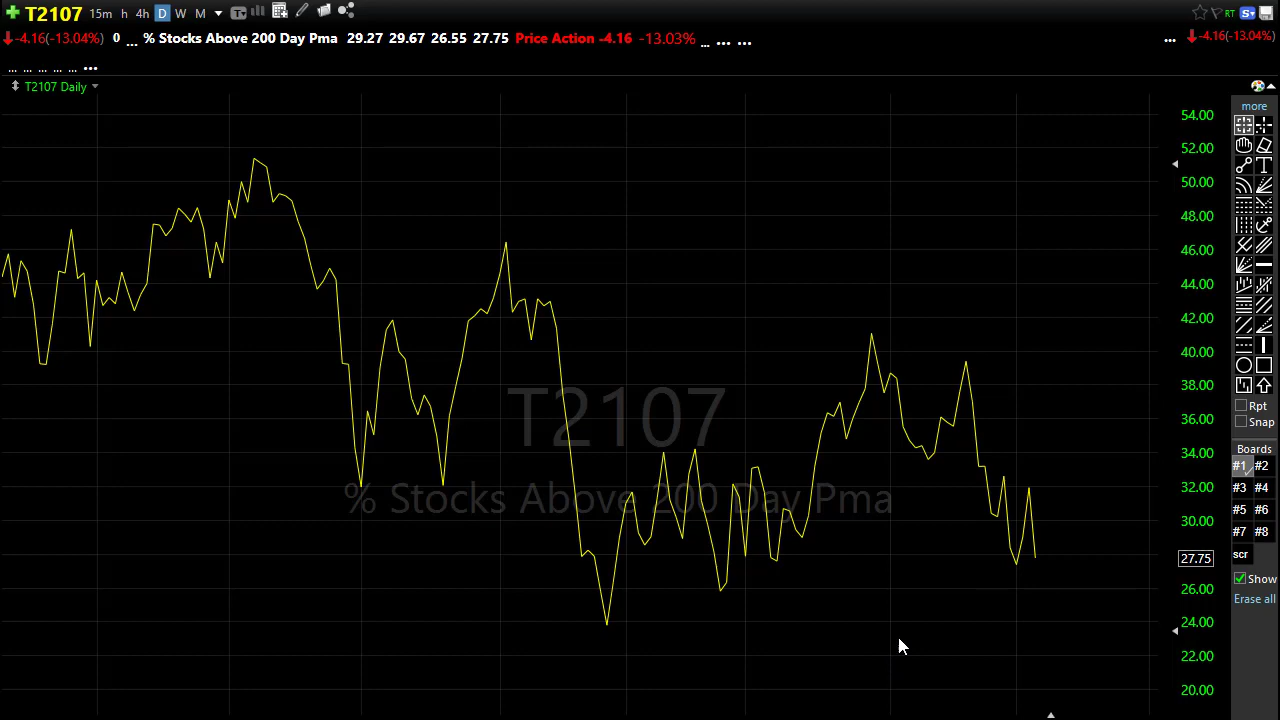 T2107 15m h 4h D W M T RT S
-4.16(-13.04%) 0 ... % Stocks Above 200 Day Pma 29.27 29.67 26.55 27.75 Price Action -4.16 -13.03% ... ... ... ... -4.16(-13.04%)
... ... ... ... ... ...
T2107 Daily
more
T
54.00
52.00
50.00
48.00
46.00
44.00
42.00
40.00
38.00
36.00
34.00
32.00
30.00
27.75
26.00
24.00
22.00
20.00
T2107
% Stocks Above 200 Day Pma
Rpt
Snap
Boards
#1 #2
#3 #4
#5 #6
#7 #8
scr
Show
Erase all